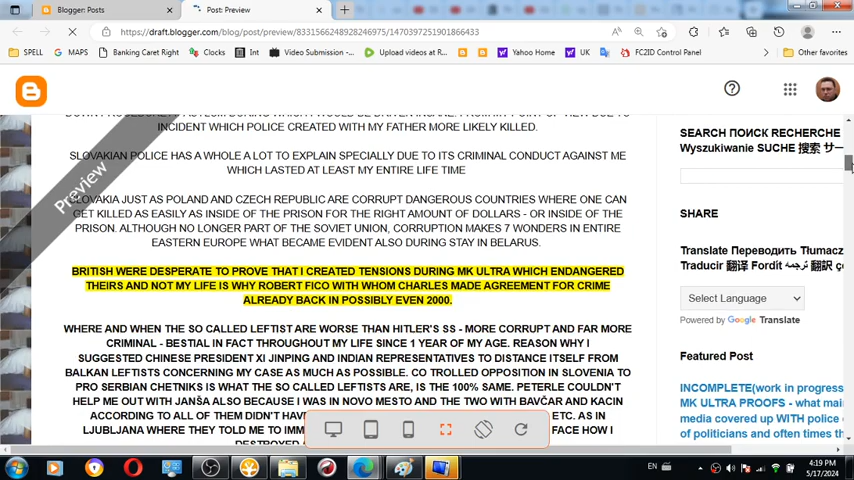 Blogger: Posts
Post: Preview
https://draft.blogger.com/blog/post/preview/8331566248928246975/1470397251901866433
SPELL
GMAPS
Banking Caret Right
Clocks
Int
Video Submission -...
Upload videos at R...
B
B
Yahoo Home
UK
FC2ID Control Panel
Other favorites
INCIDENT WHICH POLICE CREATED WITH MY FATHER MORE LIKELY KILLED.
SLOVAKIAN POLICE HAS A WHOLE A LOT TO EXPLAIN SPECIALLY DUE TO ITS CRIMINAL CONDUCT AGAINST ME
WHICH LASTED AT LEAST MY ENTIRE LIFE TIME
SLOVAKIA JUST AS POLAND AND CZECH REPUBLIC ARE CORRUPT DANGEROUS COUNTRIES WHERE ONE CAN
GET KILLED AS EASILY AS INSIDE OF THE PRISON FOR THE RIGHT AMOUNT OF DOLLARS - OR INSIDE OF THE
PRISON. ALTHOUGH NO LONGER PART OF THE SOVIET UNION, CORRUPTION MAKES 7 WONDERS IN ENTIRE
EASTERN EUROPE WHAT BECAME EVIDENT ALSO DURING STAY IN BELARUS.
BRITISH WERE DESPERATE TO PROVE THAT I CREATED TENSIONS DURING MK ULTRA WHICH ENDANGERED
THEIRS AND NOT MY LIFE IS WHY ROBERT FICO WITH WHOM CHARLES MADE AGREEMENT FOR CRIME
ALREADY BACK IN POSSIBLY EVEN 2000.
WHERE AND WHEN THE SO CALLED LEFTIST ARE WORSE THAN HITLER'S SS - MORE CORRUPT AND FAR MORE
CRIMINAL - BESTIAL IN FACT THROUGHOUT MY LIFE SINCE 1 YEAR OF MY AGE. REASON WHY I
SUGGESTED CHINESE PRESIDENT XI JINPING AND INDIAN REPRESENTATIVES TO DISTANCE ITSELF FROM
BALKAN LEFTISTS CONCERNING MY CASE AS MUCH AS POSSIBLE. CO TROLLED OPPOSITION IN SLOVENIA TO
PRO SERBIAN CHETNIKS IS WHAT THE SO CALLED LEFTISTS ARE, IS THE 100% SAME. PETERLE COULDN'T
HELP ME OUT WITH JANŠA ALSO BECAUSE I WAS IN NOVO MESTO AND THE TWO WITH BAVČAR AND KACIN
ACCORDING TO ALL OF THEM DIDN'T HAV ETC. AS IN
LJUBLJANA WHERE THEY TOLD ME TO IMM FACE HOW I
Preview
SEARCH ПОИСК RECHERCHE
Wyszukiwanie SUCHE 搜索 サー
SHARE
Translate Переводить Tłumacz
Traducir 翻译 Fordít ترجمة 翻訳 ç
Select Language
Powered by Google Translate
Featured Post
INCOMPLETE(work in progress
MK ULTRA PROOFS - what mai
media covered up WITH police
of politicians and often times th
EN
4:19 PM
5/17/2024